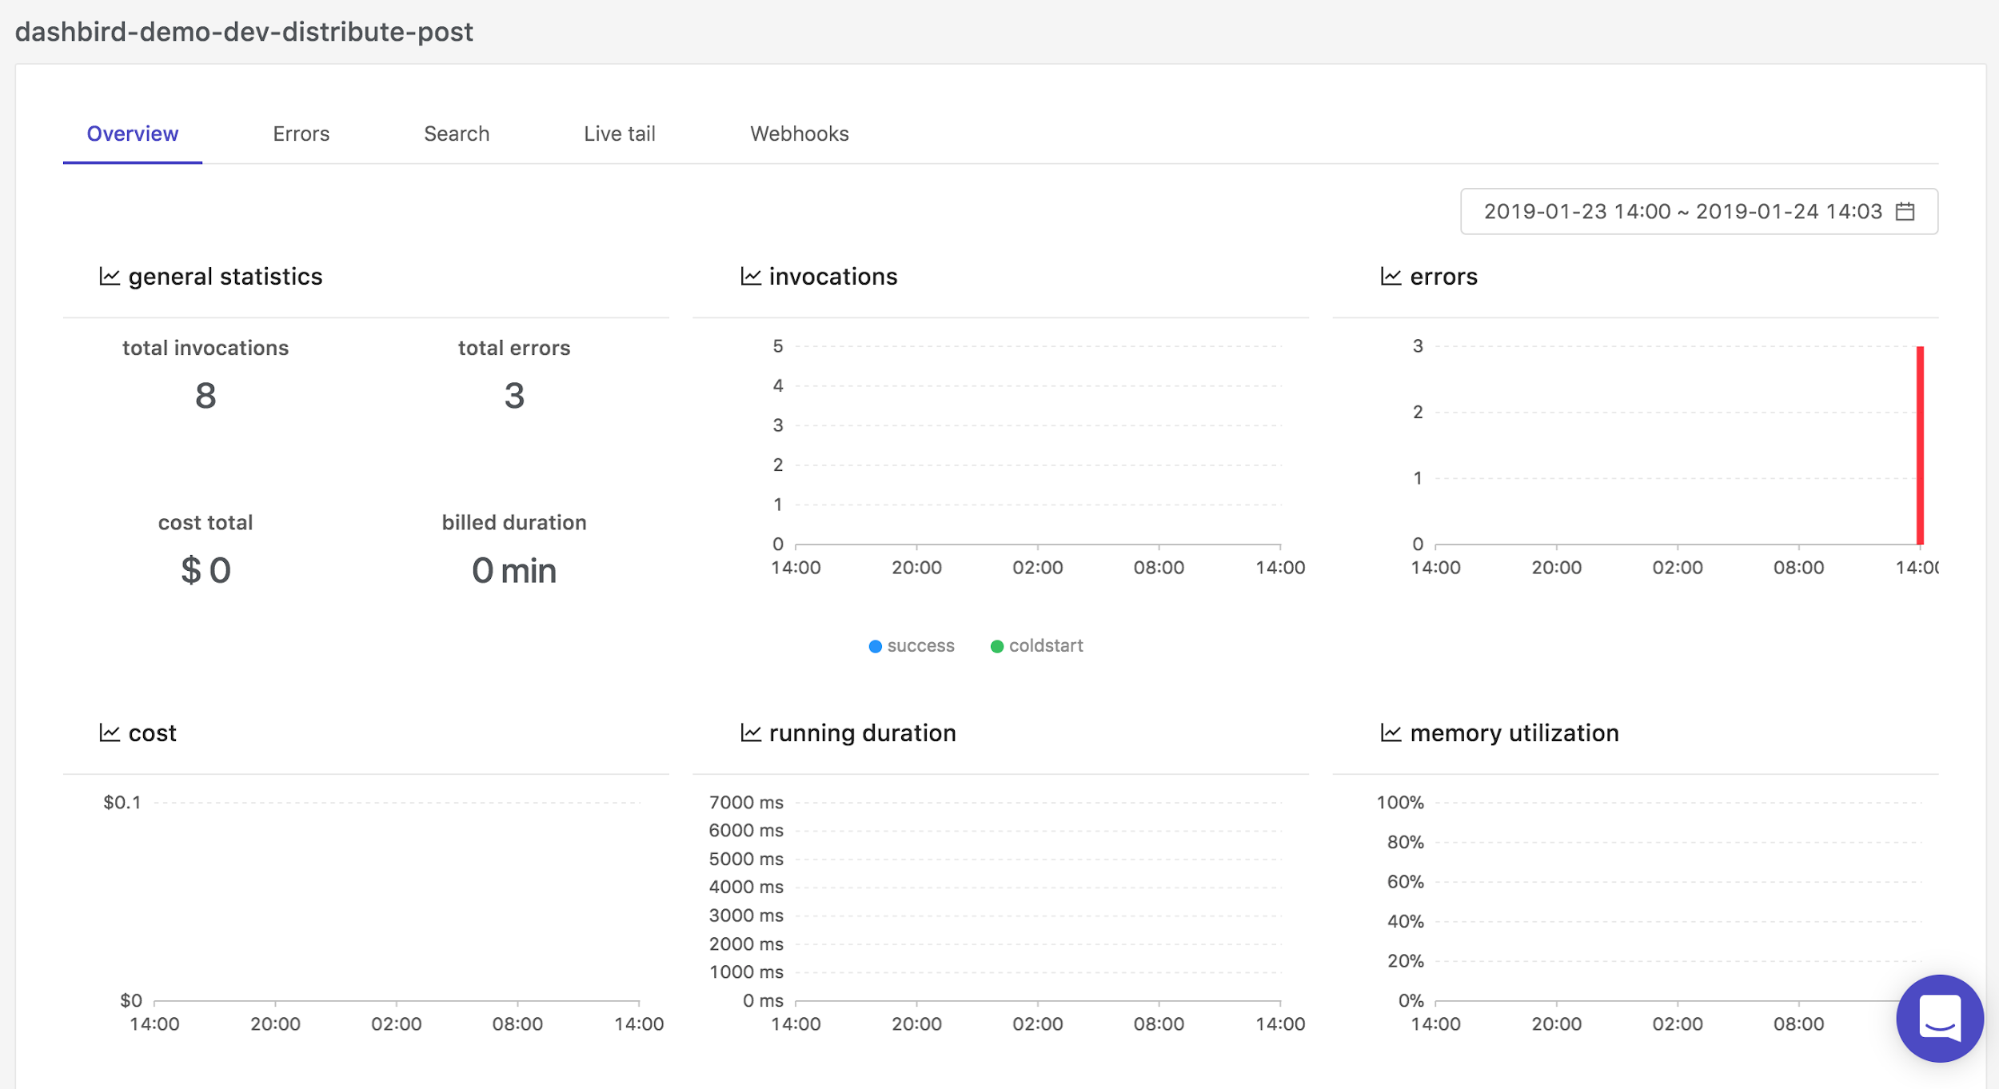 dashbird-demo-dev-distribute-post
Overview Errors Search Live tail Webhooks
2019-01-23 14:00 ~ 2019-01-24 14:03
general statistics
total invocations total errors
8 3
cost total billed duration
$ 0 0 min
invocations
5
4
3
2
1
0
14:00 20:00 02:00 08:00 14:00
success coldstart
errors
3
2
1
0
14:00 20:00 02:00 08:00 14:00
cost
$0.1
$0
14:00 20:00 02:00 08:00 14:00
running duration
7000 ms
6000 ms
5000 ms
4000 ms
3000 ms
2000 ms
1000 ms
0 ms
14:00 20:00 02:00 08:00 14:00
memory utilization
100%
80%
60%
40%
20%
0%
14:00 20:00 02:00 08:00